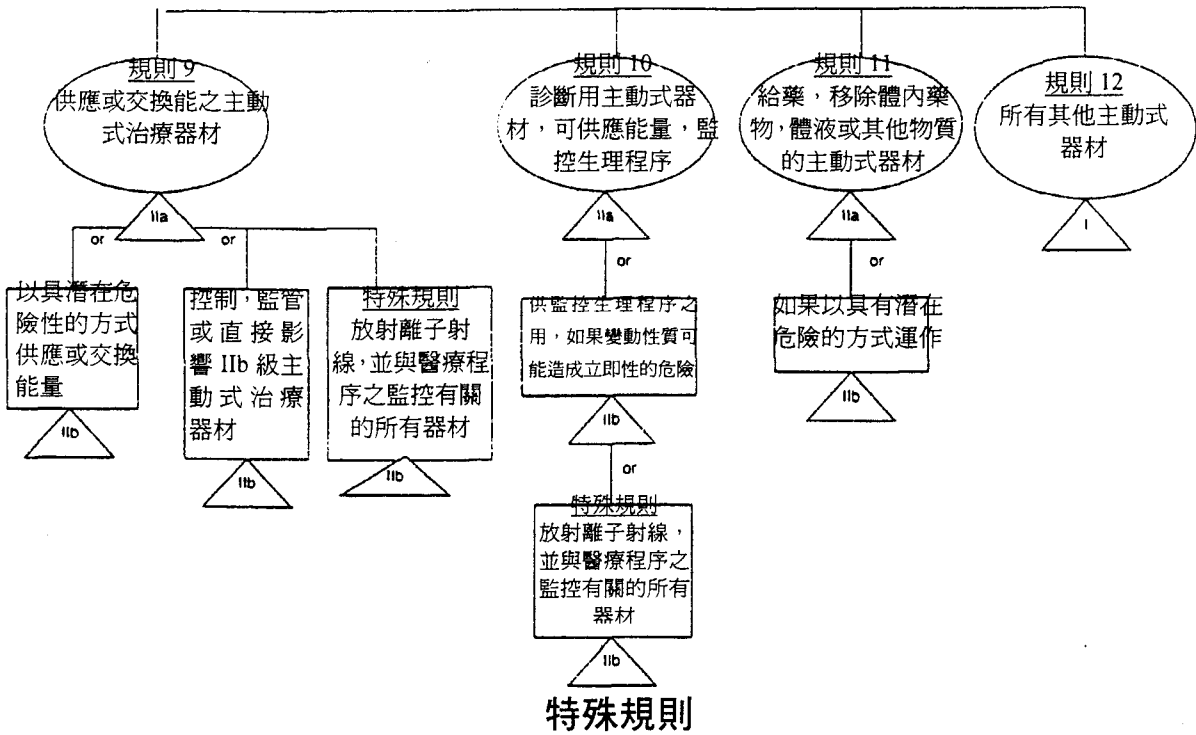 規則 9
供應或交換能之主動
式治療器材
IIa
or
or
以具潛在危
險性的方式
供應或交換
能量
IIb
控制，監管
或直接影
響 IIb 級主
動式治療
器材
IIb
特殊規則
放射離子射
線，並與醫療程
序之監控有關
的所有器材
IIb
規則 10
診斷用主動式器
材，可供應能量，監
控生理程序
IIa
or
供監控生理程序之
用，如果變動性質可
能造成立即性的危險
IIb
or
特殊規則
放射離子射線，
並與醫療程序之
監控有關的所有
器材
IIb
規則 11
給藥，移除體內藥
物，體液或其他物質
的主動式器材
IIa
or
如果以具有潛在
危險的方式運作
IIb
規則 12
所有其他主動式
器材
I
特殊規則